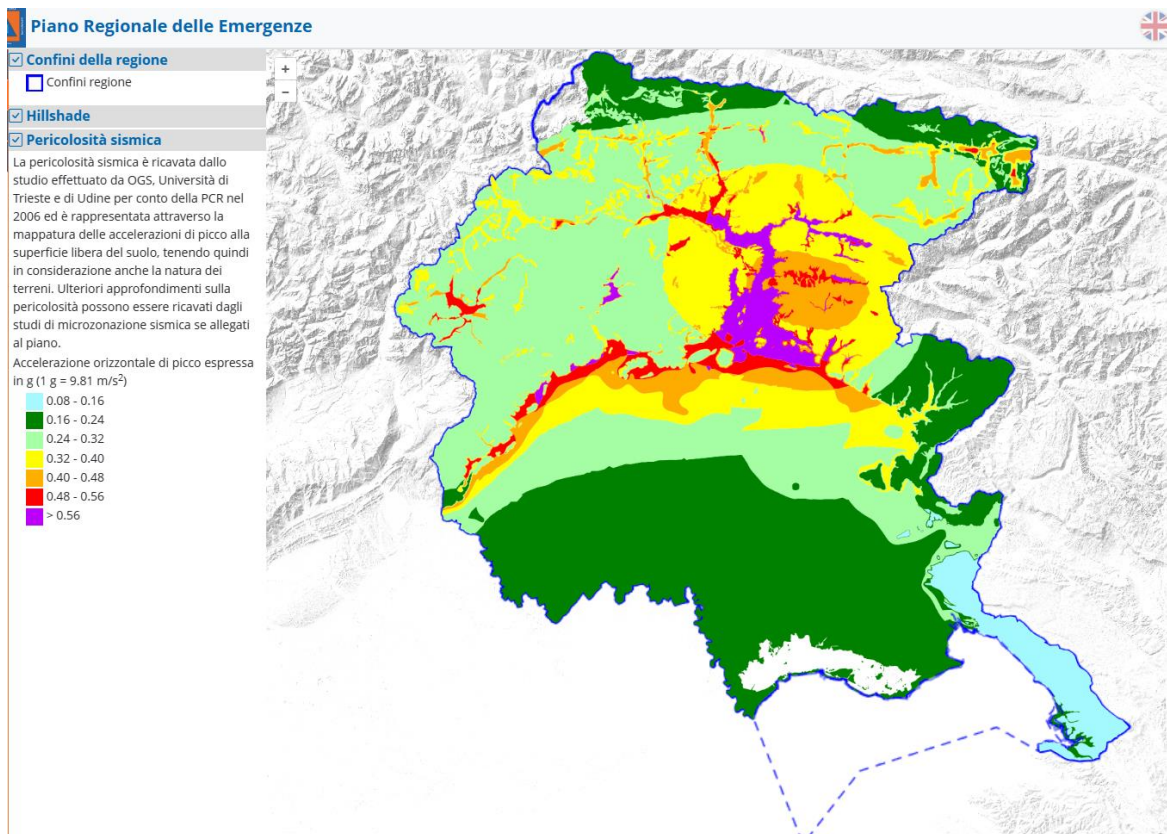 Piano Regionale delle Emergenze
Confini della regione
Confini regione
Hillshade
Pericolosità sismica
La pericolosità sismica è ricavata dallo
studio effettuato da OGS, Università di
Trieste e di Udine per conto della PCR nel
2006 ed è rappresentata attraverso la
mappatura delle accelerazioni di picco alla
superficie libera del suolo, tenendo quindi
in considerazione anche la natura dei
terreni. Ulteriori approfondimenti sulla
pericolosità possono essere ricavati dagli
studi di microzonazione sismica se allegati
al piano.
Accelerazione orizzontale di picco espressa
in g (1 g = 9.81 m/s²)
0.08 - 0.16
0.16 - 0.24
0.24 - 0.32
0.32 - 0.40
0.40 - 0.48
0.48 - 0.56
> 0.56
+
−